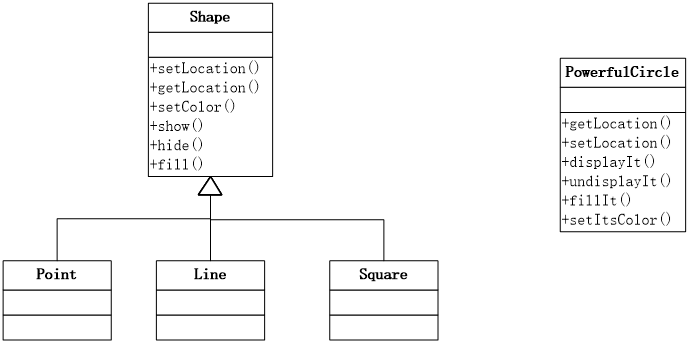 Shape
+setLocation()
+getLocation()
+setColor()
+show()
+hide()
+fill()
PowerfulCircle
+getLocation()
+setLocation()
+displayIt()
+undisplayIt()
+fillIt()
+setItsColor()
Point
Line
Square